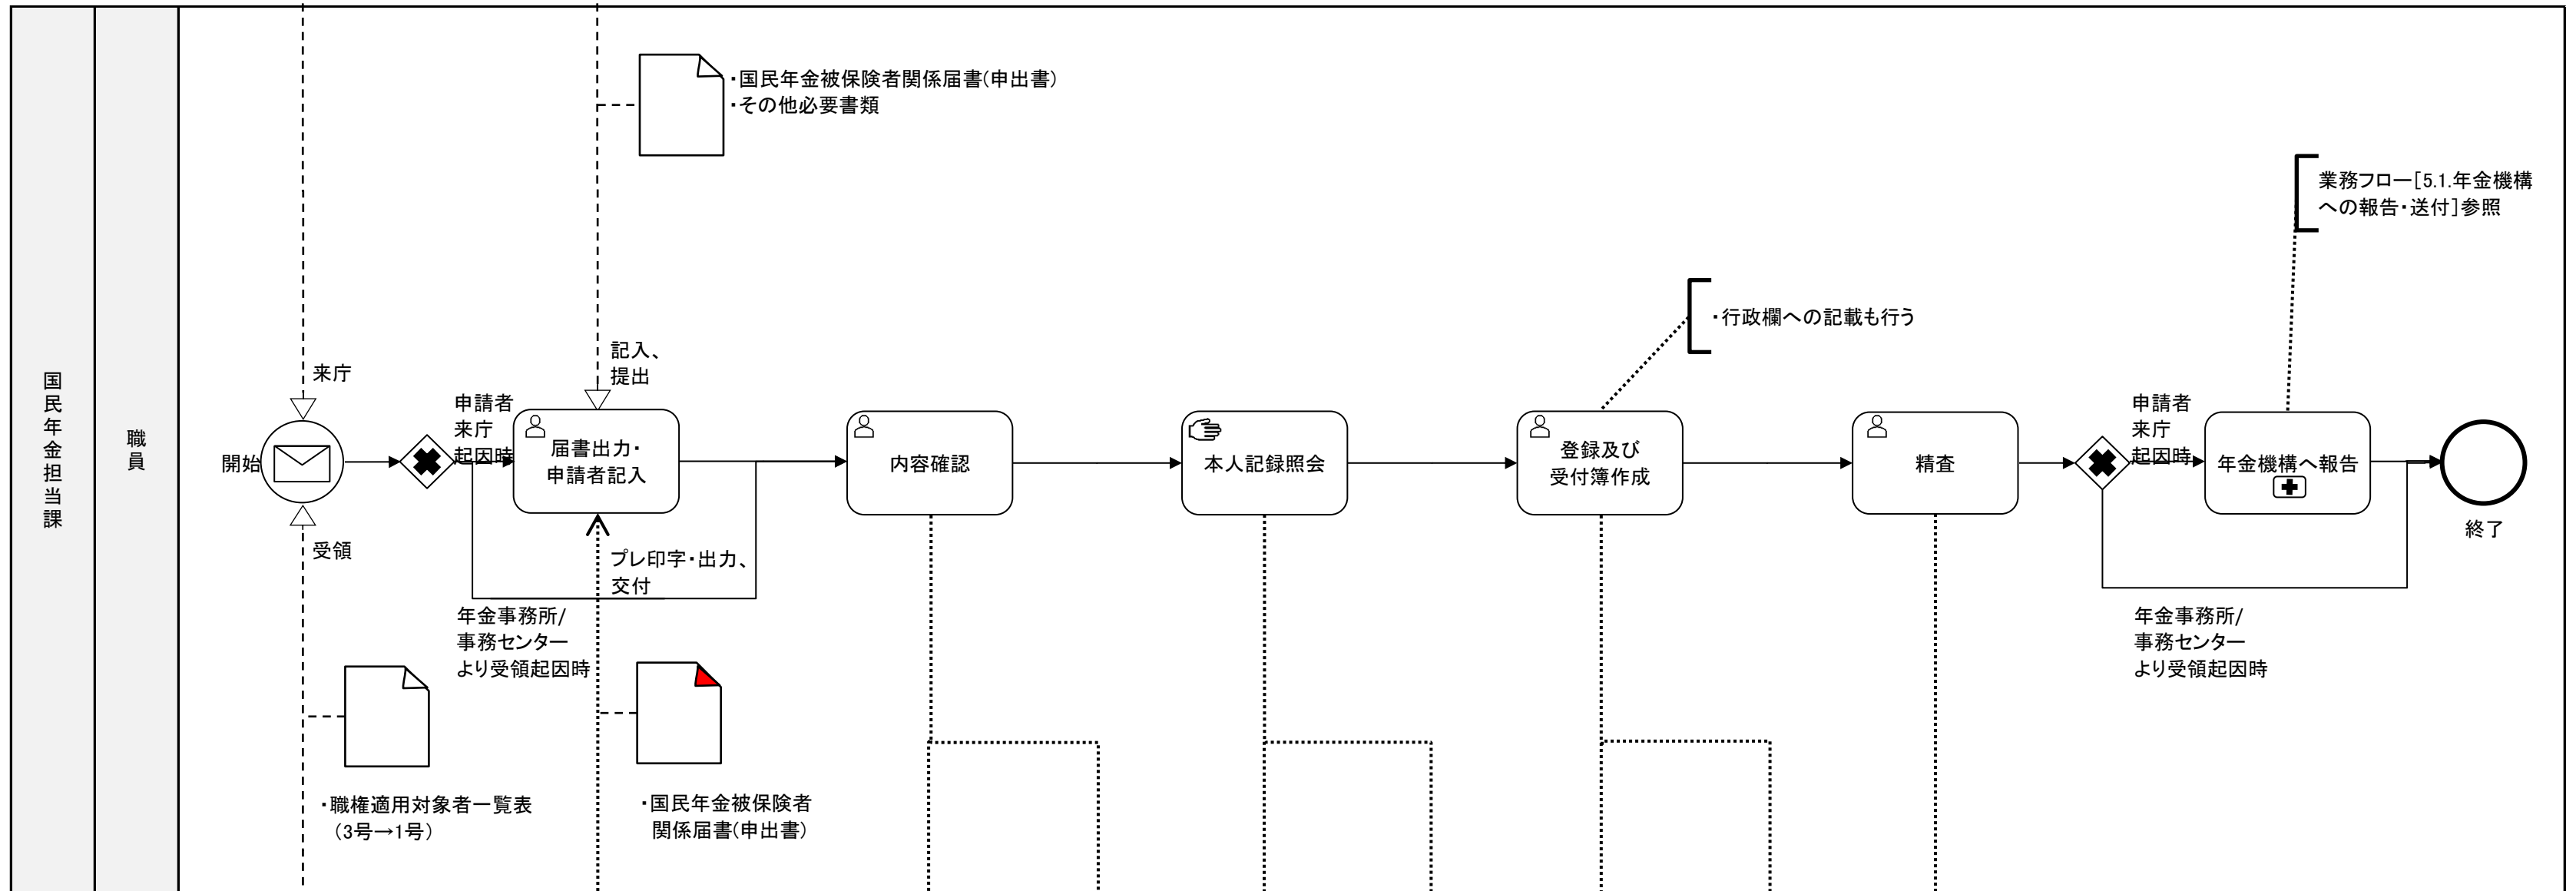 国民年金担当課
職員
・国民年金被保険者関係届書(申出書)
・その他必要書類
業務フロー[5.1.年金機構
への報告・送付]参照
・行政欄への記載も行う
来庁
記入、
提出
開始
申請者
来庁
起因時
届書出力・
申請者記入
内容確認
本人記録照会
登録及び
受付簿作成
精査
申請者
来庁
起因時
年金機構へ報告
終了
受領
プレ印字・出力、
交付
年金事務所/
事務センター
より受領起因時
年金事務所/
事務センター
より受領起因時
・職権適用対象者一覧表
(3号→1号)
・国民年金被保険者
関係届書(申出書)